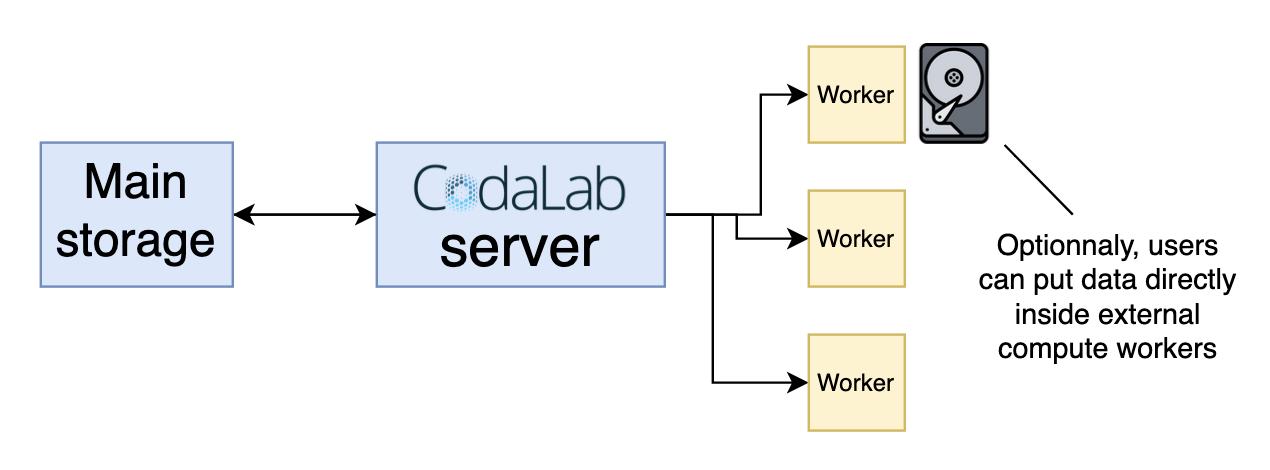 Main
storage
CodaLab
server
Worker
Worker
Worker
Optionnaly, users
can put data directly
inside external
compute workers